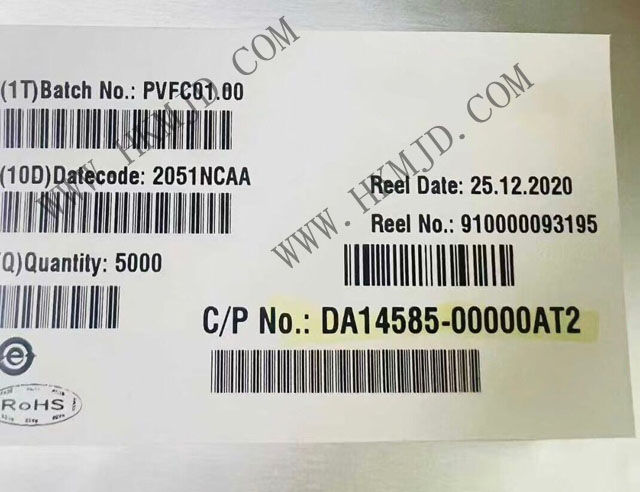 (1T)Batch No.: PVFC01.00
(10D)Datecode: 2051NCAA
Q)Quantity: 5000
Reel Date: 25.12.2020
Reel No.: 910000093195
C/P No.: DA14585-00000AT2
e
RoHS
WWW.HKMJD.COM
WWW.HKMJD.COM